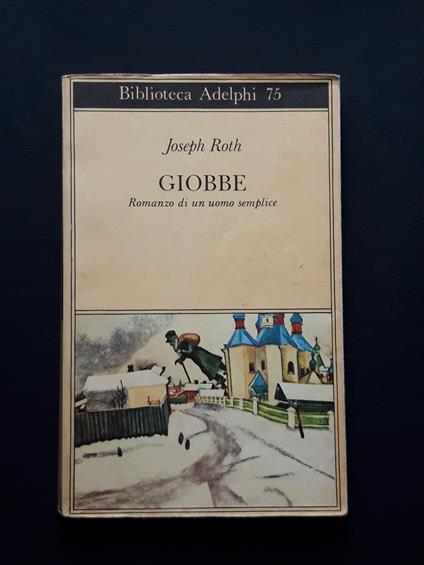 Biblioteca Adelphi 75
Joseph Roth
GIOBBE
Romanzo di un uomo semplice